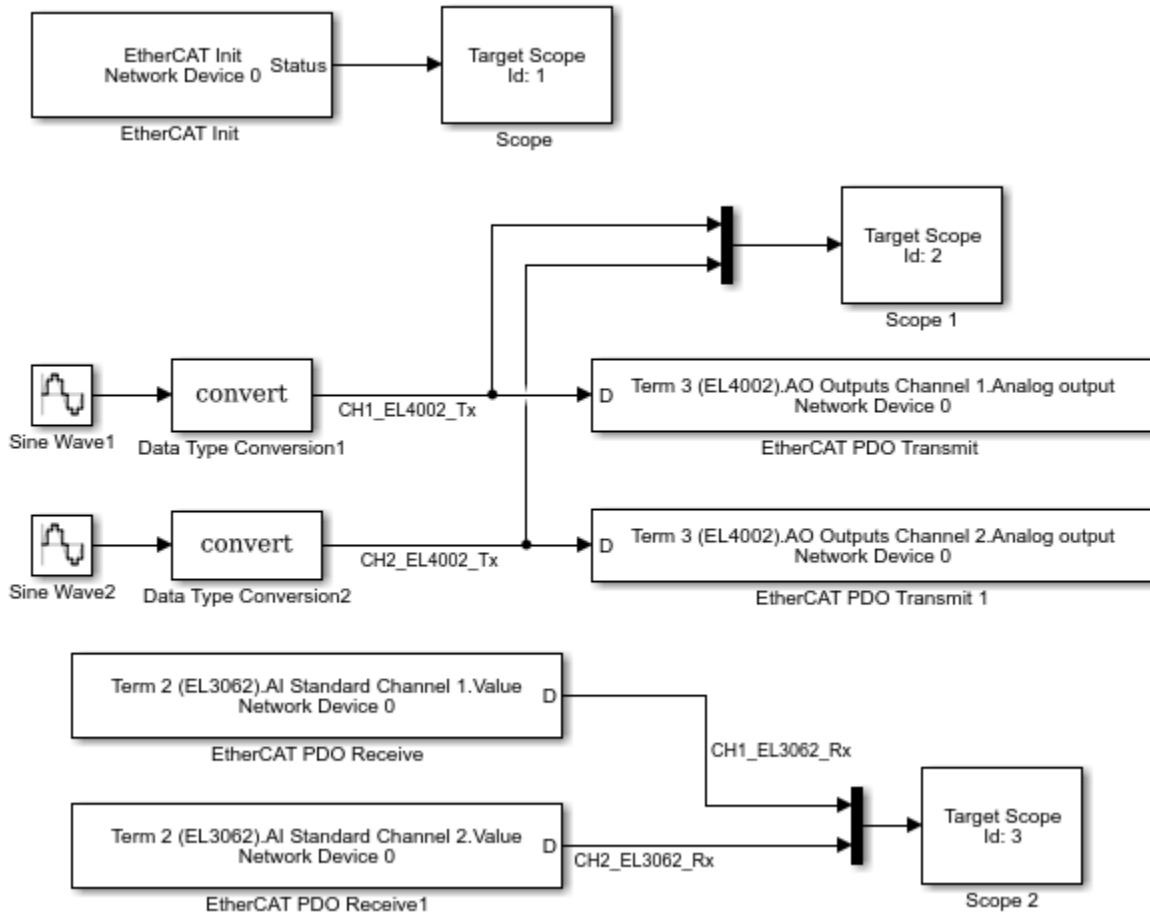 EtherCAT Init
Network Device 0
Status
EtherCAT Init
Target Scope
Id: 1
Scope
Target Scope
Id: 2
Scope 1
Sine Wave1
convert
Data Type Conversion1
CH1_EL4002_Tx
D
Term 3 (EL4002).AO Outputs Channel 1.Analog output
Network Device 0
EtherCAT PDO Transmit
Sine Wave2
convert
Data Type Conversion2
CH2_EL4002_Tx
D
Term 3 (EL4002).AO Outputs Channel 2.Analog output
Network Device 0
EtherCAT PDO Transmit 1
Term 2 (EL3062).AI Standard Channel 1.Value
Network Device 0
D
EtherCAT PDO Receive
CH1_EL3062_Rx
Term 2 (EL3062).AI Standard Channel 2.Value
Network Device 0
D
EtherCAT PDO Receive1
CH2_EL3062_Rx
Target Scope
Id: 3
Scope 2